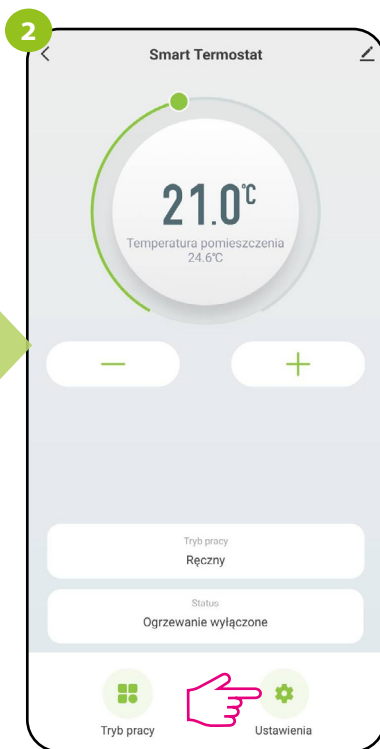 2
Smart Termostat
21.0°C
Temperatura pomieszczenia
24.6°C
Tryb pracy
Ręczny
Status
Ogrzewanie wyłączone
Tryb pracy
Ustawienia